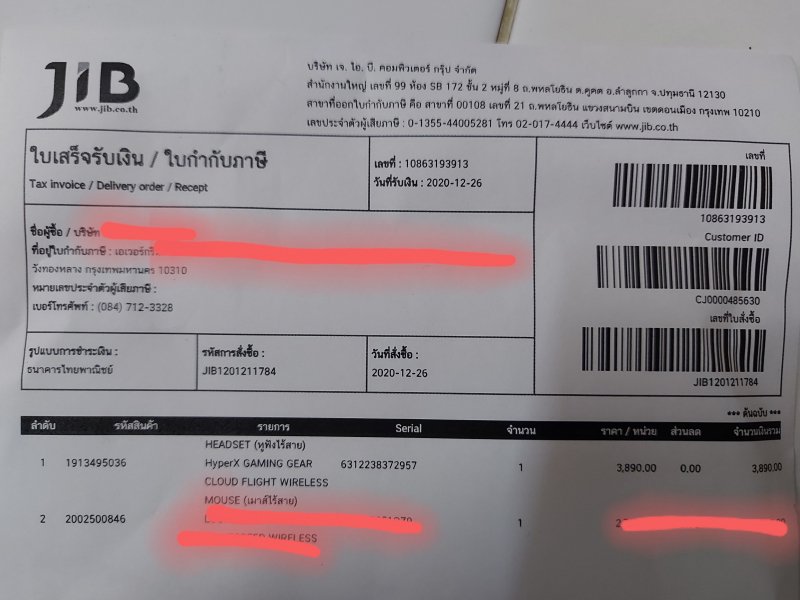 JIB
www.jib.co.th
บริษัท เจ. ไอ. บี. คอมพิวเตอร์ กรุ๊ป จำกัด
สำนักงานใหญ่ เลขที่ 99 ห้อง SB 172 ชั้น 2 หมู่ที่ 8 ถ.พหลโยธิน ต.คูคต อ.ลำลูกกา จ.ปทุมธานี 12130
สาขาที่ออกใบกำกับภาษี คือ สาขาที่ 00108 เลขที่ 21 ถ.พหลโยธิน แขวงสนามบิน เขตดอนเมือง กรุงเทพ 10210
เลขประจำตัวผู้เสียภาษี : 0-1355-44005281 โทร 02-017-4444 เว็บไซต์ www.jib.co.th
ใบเสร็จรับเงิน / ใบกำกับภาษี
Tax invoice / Delivery order / Recept
เลขที่ : 10863193913
วันที่รับเงิน : 2020-12-26
เลขที่
10863193913
Customer ID
CJ0000485630
เลขที่ใบสั่งซื้อ
JIB1201211784
ชื่อผู้ซื้อ / บริษัท
ที่อยู่ใบกำกับภาษี :
วังทองหลาง กรุงเทพมหานคร 10310
หมายเลขประจำตัวผู้เสียภาษี :
เบอร์โทรศัพท์ : (084) 712-3328
รูปแบบการชำระเงิน :
ธนาคารไทยพาณิชย์
รหัสการสั่งซื้อ :
JIB1201211784
วันที่สั่งซื้อ :
2020-12-26
*** ต้นฉบับ ***
ลำดับ รหัสสินค้า รายการ Serial จำนวน ราคา / หน่วย ส่วนลด จำนวนเงินรวม
HEADSET (หูฟังไร้สาย)
1 1913495036 HyperX GAMING GEAR 6312238372957 1 3,890.00 0.00 3,890.00
CLOUD FLIGHT WIRELESS
MOUSE (เมาส์ไร้สาย)
2 2002500846 1
WIRELESS